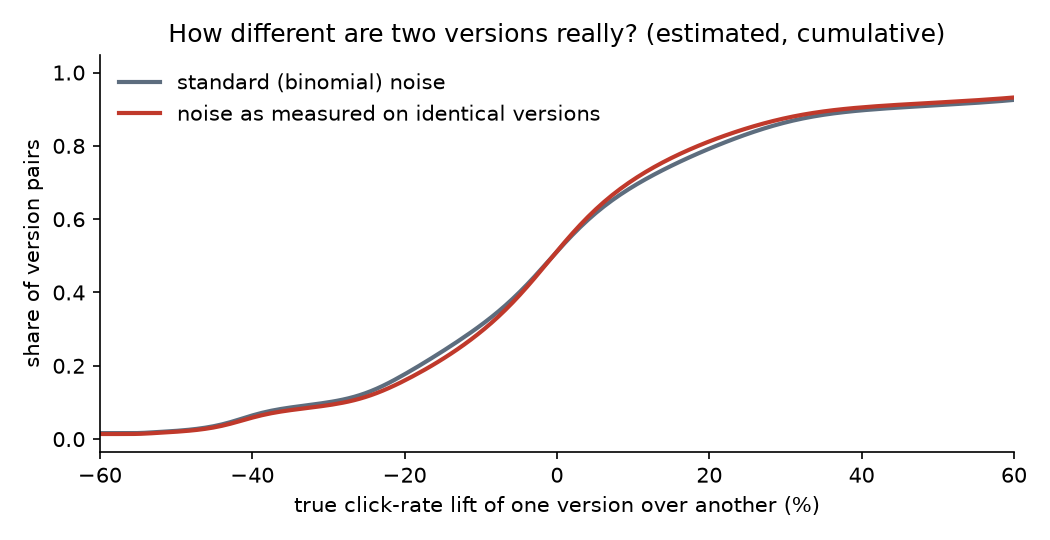 How different are two versions really? (estimated, cumulative)
standard (binomial) noise
noise as measured on identical versions
share of version pairs
1.0
0.8
0.6
0.4
0.2
0.0
−60
−40
−20
0
20
40
60
true click-rate lift of one version over another (%)